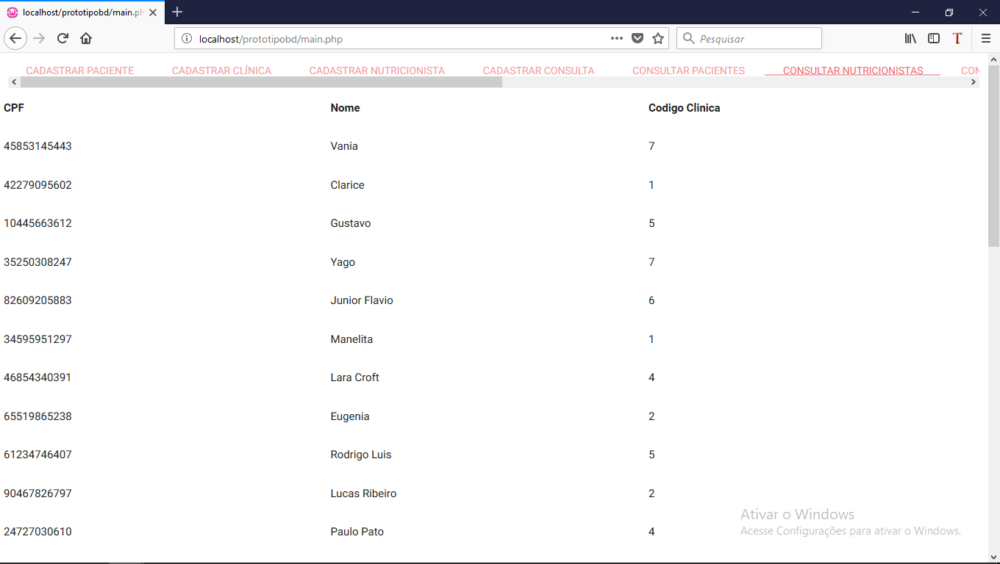 localhost/prototipobd/main.ph
localhost/prototipobd/main.php
Pesquisar
CADASTRAR PACIENTE CADASTRAR CLÍNICA CADASTRAR NUTRICIONISTA CADASTRAR CONSULTA CONSULTAR PACIENTES CONSULTAR NUTRICIONISTAS CON
CPF Nome Codigo Clinica
45853145443 Vania 7
42279095602 Clarice 1
10445663612 Gustavo 5
35250308247 Yago 7
82609205883 Junior Flavio 6
34595951297 Manelita 1
46854340391 Lara Croft 4
65519865238 Eugenia 2
61234746407 Rodrigo Luis 5
90467826797 Lucas Ribeiro 2
24727030610 Paulo Pato 4
Ativar o Windows
Acesse Configurações para ativar o Windows.